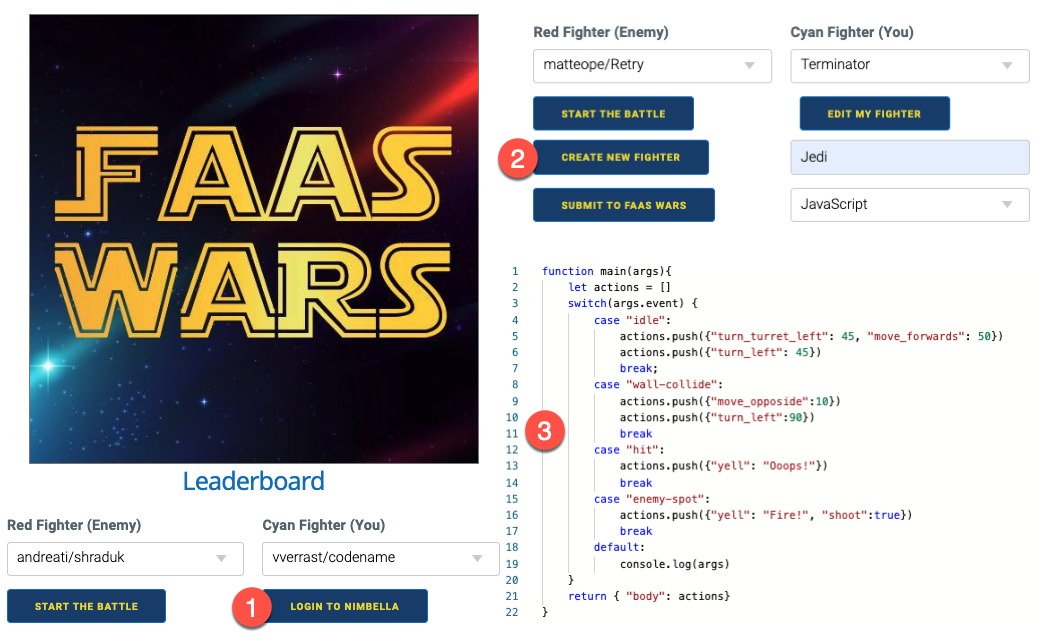 FAAS
WARS
Leaderboard
Red Fighter (Enemy)
Cyan Fighter (You)
andreati/shraduk
vverrast/codename
START THE BATTLE
1
LOGIN TO NIMBELLA
Red Fighter (Enemy)
Cyan Fighter (You)
matteope/Retry
Terminator
START THE BATTLE
EDIT MY FIGHTER
2
CREATE NEW FIGHTER
Jedi
SUBMIT TO FAAS WARS
JavaScript
3
1 function main(args){
2 let actions = []
3 switch(args.event) {
4 case "idle":
5 actions.push({"turn_turret_left": 45, "move_forwards": 50})
6 actions.push({"turn_left": 45})
7 break;
8 case "wall-collide":
9 actions.push({"move_opposide":10})
10 actions.push({"turn_left":90})
11 break
12 case "hit":
13 actions.push({"yell": "Ooops!"})
14 break
15 case "enemy-spot":
16 actions.push({"yell": "Fire!", "shoot":true})
17 break
18 default:
19 console.log(args)
20 }
21 return { "body": actions}
22 }